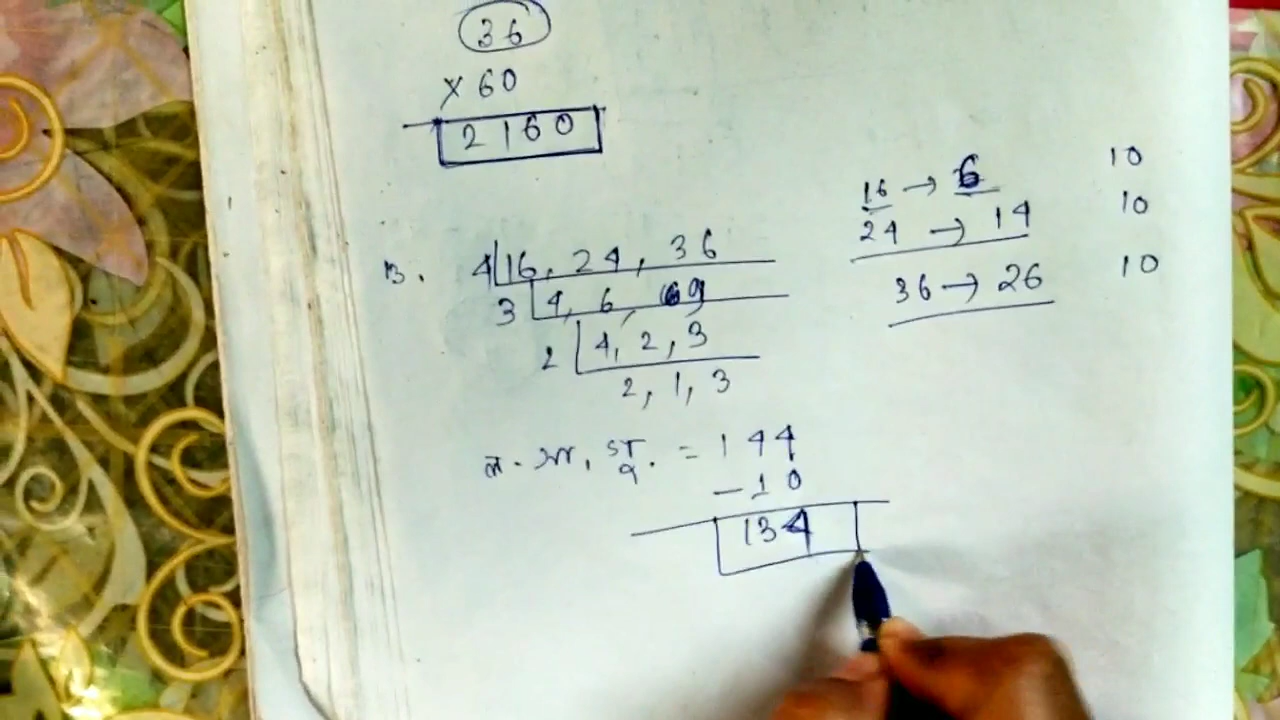 36
× 60
2160
16 → 6 10
24 → 14 10
36 → 26 10
B. 4 16, 24, 36
3 4, 6, 9
2 4, 2, 3
2, 1, 3
= 144
- 10
134